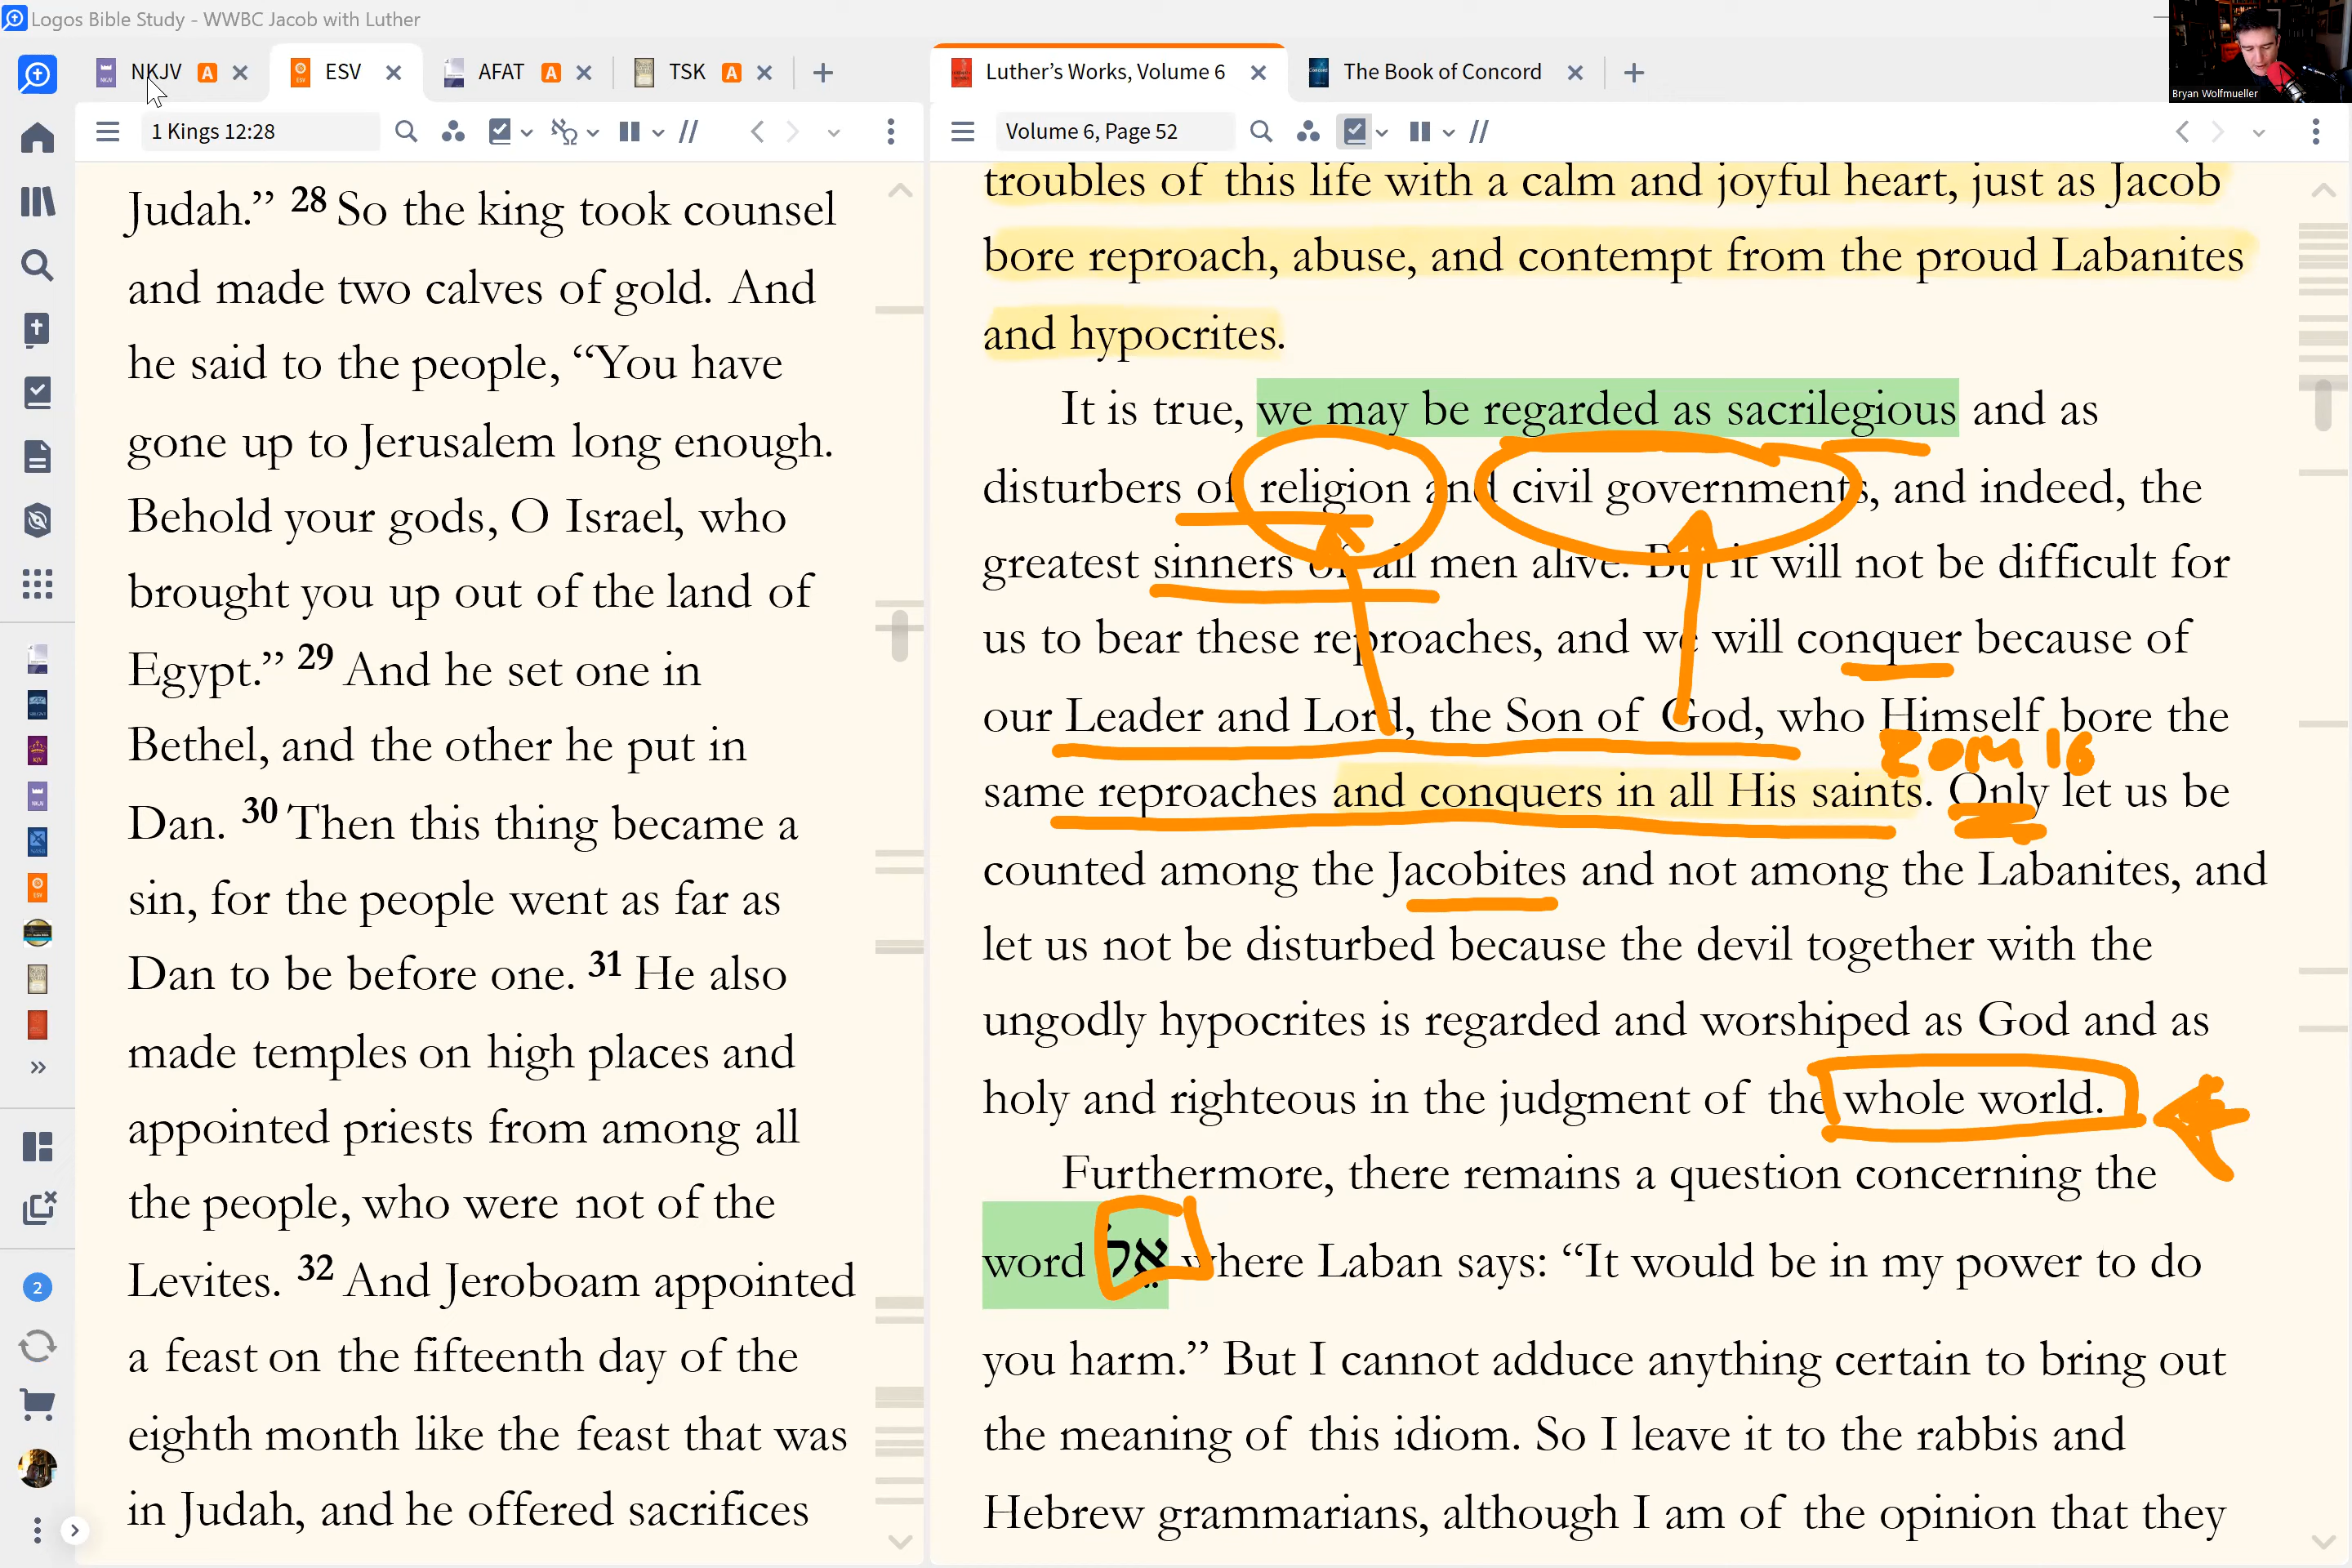 Logos Bible Study - WWBC Jacob with Luther
NKJV A
ESV
AFAT A
TSK A
1 Kings 12:28
Judah.” 28 So the king took counsel
and made two calves of gold. And
he said to the people, “You have
gone up to Jerusalem long enough.
Behold your gods, O Israel, who
brought you up out of the land of
Egypt.” 29 And he set one in
Bethel, and the other he put in
Dan. 30 Then this thing became a
sin, for the people went as far as
Dan to be before one. 31 He also
made temples on high places and
appointed priests from among all
the people, who were not of the
Levites. 32 And Jeroboam appointed
a feast on the fifteenth day of the
eighth month like the feast that was
in Judah, and he offered sacrifices
Luther’s Works, Volume 6
The Book of Concord
Volume 6, Page 52
troubles of this life with a calm and joyful heart, just as Jacob
bore reproach, abuse, and contempt from the proud Labanites
and hypocrites.
It is true, we may be regarded as sacrilegious and as
disturbers of religion and civil governments, and indeed, the
greatest sinners of all men alive. But it will not be difficult for
us to bear these reproaches, and we will conquer because of
our Leader and Lord, the Son of God, who Himself bore the
Rom 16
same reproaches and conquers in all His saints. Only let us be
counted among the Jacobites and not among the Labanites, and
let us not be disturbed because the devil together with the
ungodly hypocrites is regarded and worshiped as God and as
holy and righteous in the judgment of the whole world.
Furthermore, there remains a question concerning the
word אֵל where Laban says: “It would be in my power to do
you harm.” But I cannot adduce anything certain to bring out
the meaning of this idiom. So I leave it to the rabbis and
Hebrew grammarians, although I am of the opinion that they
Bryan Wolfmueller
2